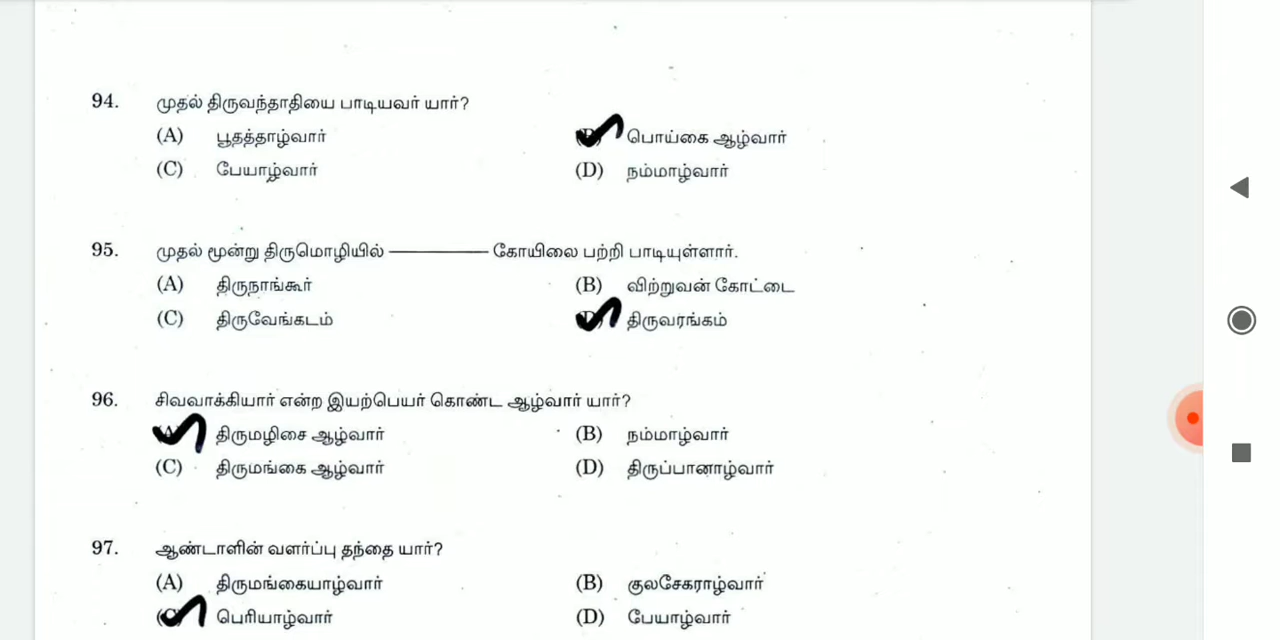 94. முதல் திருவந்தாதியை பாடியவர் யார்?
(A) பூதத்தாழ்வார் (B) பொய்கை ஆழ்வார்
(C) பேயாழ்வார் (D) நம்மாழ்வார்
95. முதல் மூன்று திருமொழியில் ———— கோயிலை பற்றி பாடியுள்ளார்.
(A) திருநாங்கூர் (B) விற்றுவன் கோட்டை
(C) திருவேங்கடம் (D) திருவரங்கம்
96. சிவவாக்கியார் என்ற இயற்பெயர் கொண்ட ஆழ்வார் யார்?
(A) திருமழிசை ஆழ்வார் (B) நம்மாழ்வார்
(C) திருமங்கை ஆழ்வார் (D) திருப்பானாழ்வார்
97. ஆண்டாளின் வளர்ப்பு தந்தை யார்?
(A) திருமங்கையாழ்வார் (B) குலசேகராழ்வார்
(C) பெரியாழ்வார் (D) பேயாழ்வார்